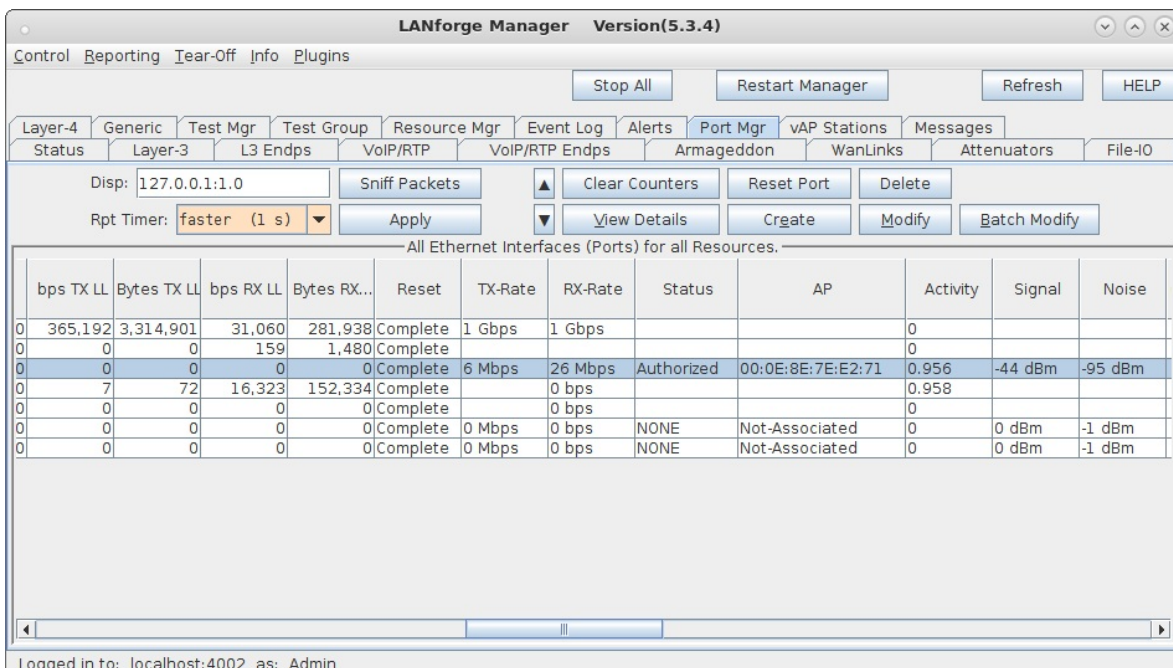 LANforge Manager Version(5.3.4)
Control Reporting Tear-Off Info Plugins
Stop All Restart Manager Refresh HELP
Layer-4 Generic Test Mgr Test Group Resource Mgr Event Log Alerts Port Mgr vAP Stations Messages
Status Layer-3 L3 Endps VoIP/RTP VoIP/RTP Endps Armageddon WanLinks Attenuators File-IO
Disp: 127.0.0.1:1.0 Sniff Packets Clear Counters Reset Port Delete
Rpt Timer: faster (1 s) Apply View Details Create Modify Batch Modify
All Ethernet Interfaces (Ports) for all Resources.
bps TX LL Bytes TX LL bps RX LL Bytes RX... Reset TX-Rate RX-Rate Status AP Activity Signal Noise
0 365,192 3,314,901 31,060 281,938 Complete 1 Gbps 1 Gbps 0
0 0 0 159 1,480 Complete 0
0 0 0 0 0 Complete 6 Mbps 26 Mbps Authorized 00:0E:8E:7E:E2:71 0.956 -44 dBm -95 dBm
0 7 72 16,323 152,334 Complete 0 bps 0.958
0 0 0 0 0 Complete 0 bps 0
0 0 0 0 0 Complete 0 Mbps 0 bps NONE Not-Associated 0 0 dBm -1 dBm
0 0 0 0 0 Complete 0 Mbps 0 bps NONE Not-Associated 0 0 dBm -1 dBm
Logged in to: localhost:4002 as: Admin